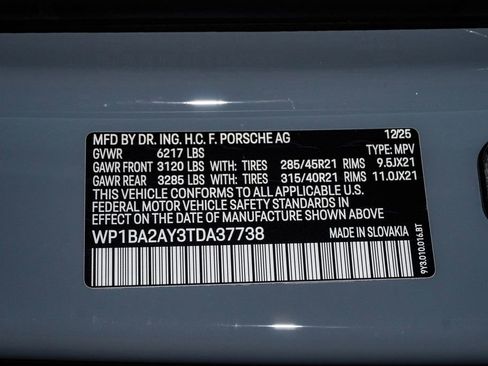 MFD BY DR. ING. H.C. F. PORSCHE AG 12/25
GVWR 6217 LBS TYPE: MPV
GAWR FRONT 3120 LBS WITH: TIRES 285/45R21 RIMS 9.5JX21
GAWR REAR 3285 LBS WITH: TIRES 315/40R21 RIMS 11.0JX21
THIS VEHICLE CONFORMS TO ALL APPLICABLE U.S.
FEDERAL MOTOR VEHICLE SAFETY STANDARDS IN
EFFECT ON THE DATE OF MANUFACTURE SHOWN ABOVE
WP1BA2AY3TDA37738 MADE IN SLOVAKIA
9Y3.010.016.BT